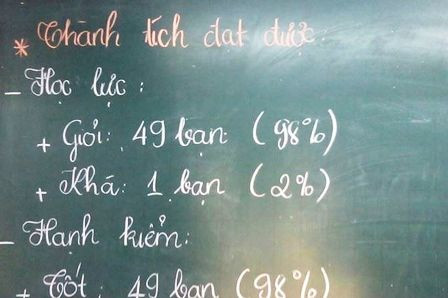 * Thành tích đạt được:
- Học lực:
+ Giỏi: 49 bạn (98%)
+ Khá: 1 bạn (2%)
- Hạnh kiểm:
+ Tốt: 49 bạn (98%)